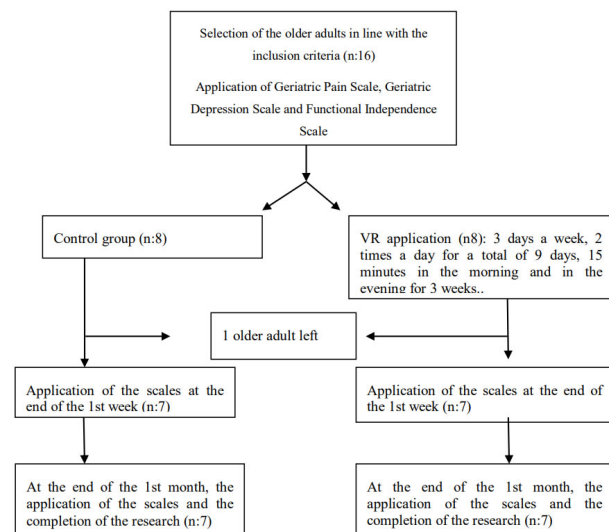 Selection of the older adults in line with the
inclusion criteria (n:16)
Application of Geriatric Pain Scale, Geriatric
Depression Scale and Functional Independence
Scale
Control group (n:8)
VR application (n8): 3 days a week, 2
times a day for a total of 9 days, 15
minutes in the morning and in the
evening for 3 weeks..
1 older adult left
Application of the scales at the
end of the 1st week (n:7)
Application of the scales at the end of
the 1st week (n:7)
At the end of the 1st month, the
application of the scales and the
completion of the research (n:7)
At the end of the 1st month, the
application of the scales and the
completion of the research (n:7)